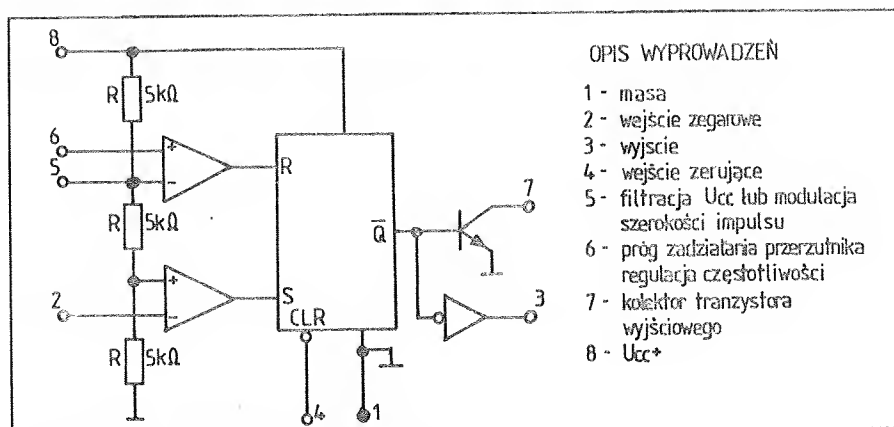 8
R 5kΩ
6
5
+
-
R
R 5kΩ
Q
7
2
+
-
S
CLR
3
R 5kΩ
4
1
OPIS WYPROWADZEŃ
1 - masa
2 - wejście zegarowe
3 - wyjscie
4 - wejście zerujące
5 - filtracja Ucc lub modulacja
szerokości impulsu
6 - próg zadziałania przerzutnika
regulacja częstotliwości
7 - kolektor tranzystora
wyjściowego
8 - Ucc+